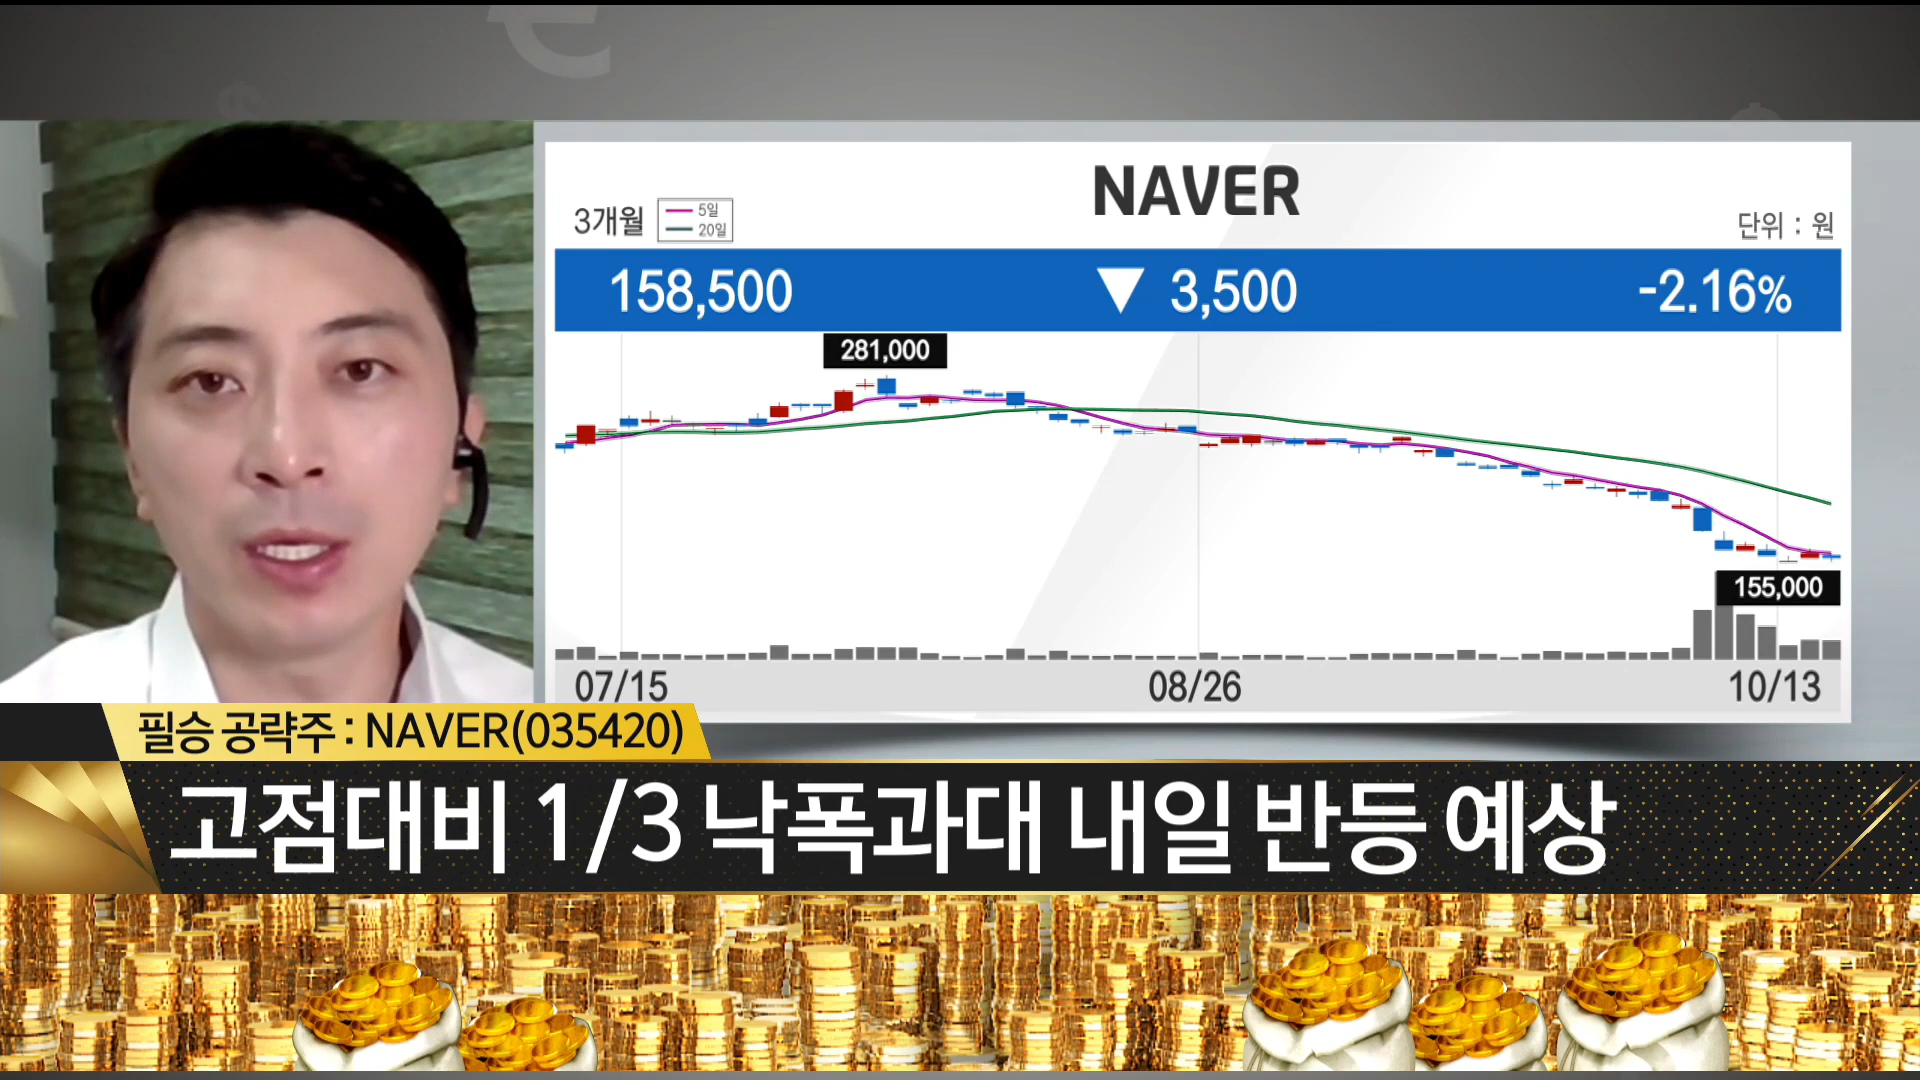 NAVER
3개월
5일
20일
단위 : 원
158,500 ▼ 3,500 -2.16%
281,000
155,000
07/15 08/26 10/13
필승 공략주 : NAVER(035420)
고점대비 1/3 낙폭과대 내일 반등 예상